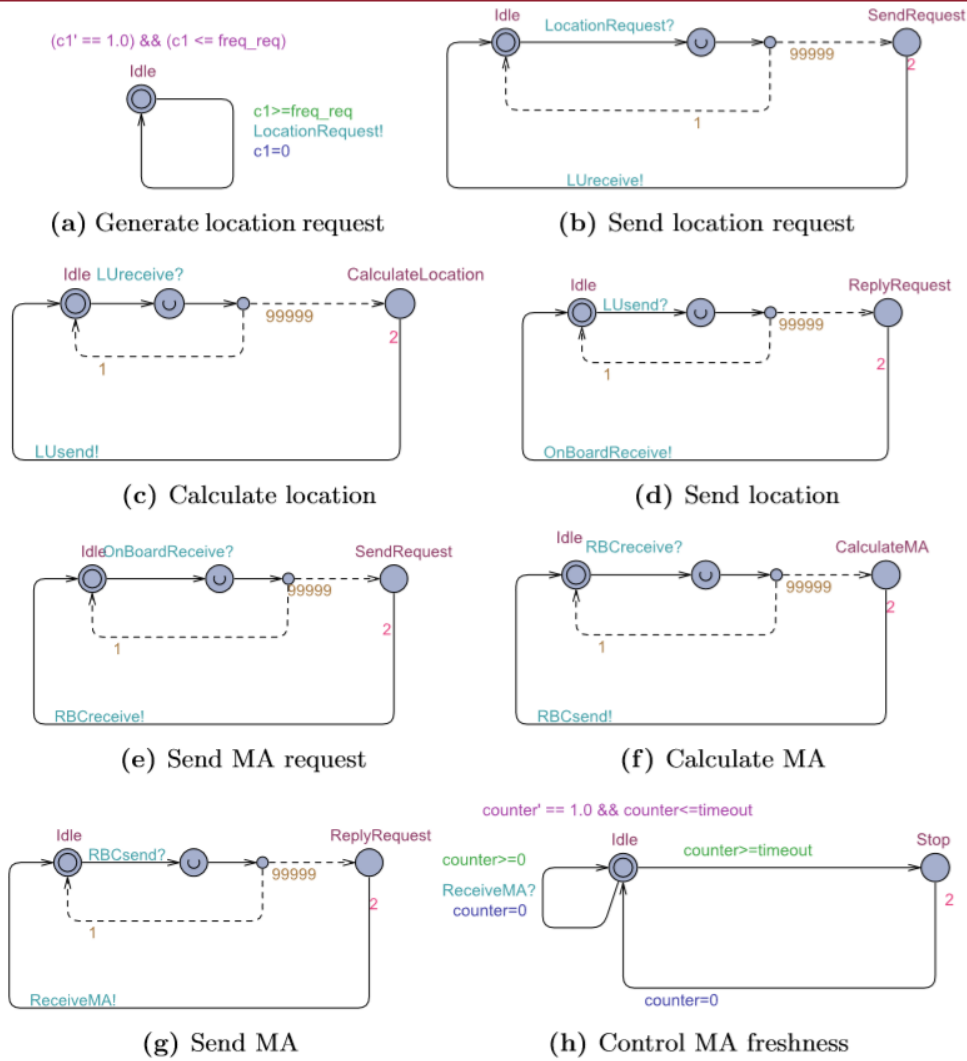 (c1' == 1.0) && (c1 <= freq_req)
Idle
c1>=freq_req
LocationRequest!
c1=0
(a) Generate location request
Idle
LocationRequest?
SendRequest
99999
2
1
LUreceive!
(b) Send location request
Idle
LUreceive?
CalculateLocation
99999
2
1
LUsend!
(c) Calculate location
Idle
LUsend?
ReplyRequest
99999
2
1
OnBoardReceive!
(d) Send location
Idle
OnBoardReceive?
SendRequest
99999
2
1
RBCreceive!
(e) Send MA request
Idle
RBCreceive?
CalculateMA
99999
2
1
RBCsend!
(f) Calculate MA
Idle
RBCsend?
ReplyRequest
99999
2
1
ReceiveMA!
(g) Send MA
counter' == 1.0 && counter<=timeout
Idle
Stop
counter>=0
counter>=timeout
ReceiveMA?
counter=0
2
counter=0
(h) Control MA freshness